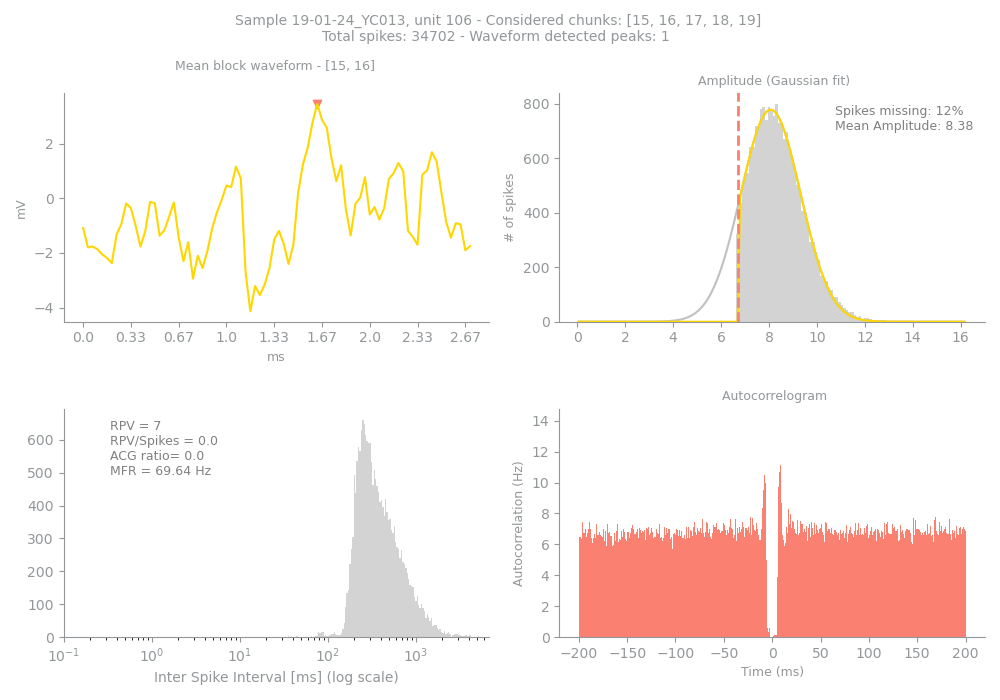 Sample 19-01-24_YC013, unit 106 - Considered chunks: [15, 16, 17, 18, 19]
Total spikes: 34702 - Waveform detected peaks: 1
Mean block waveform - [15, 16]
mV
2
0
−2
−4
0.0 0.33 0.67 1.0 1.33 1.67 2.0 2.33 2.67
ms
Amplitude (Gaussian fit)
Spikes missing: 12%
Mean Amplitude: 8.38
# of spikes
800
600
400
200
0
0 2 4 6 8 10 12 14 16
RPV = 7
RPV/Spikes = 0.0
ACG ratio= 0.0
MFR = 69.64 Hz
600
500
400
300
200
100
0
10⁻¹ 10⁰ 10¹ 10² 10³
Inter Spike Interval [ms] (log scale)
Autocorrelogram
Autocorrelation (Hz)
14
12
10
8
6
4
2
0
−200 −150 −100 −50 0 50 100 150 200
Time (ms)